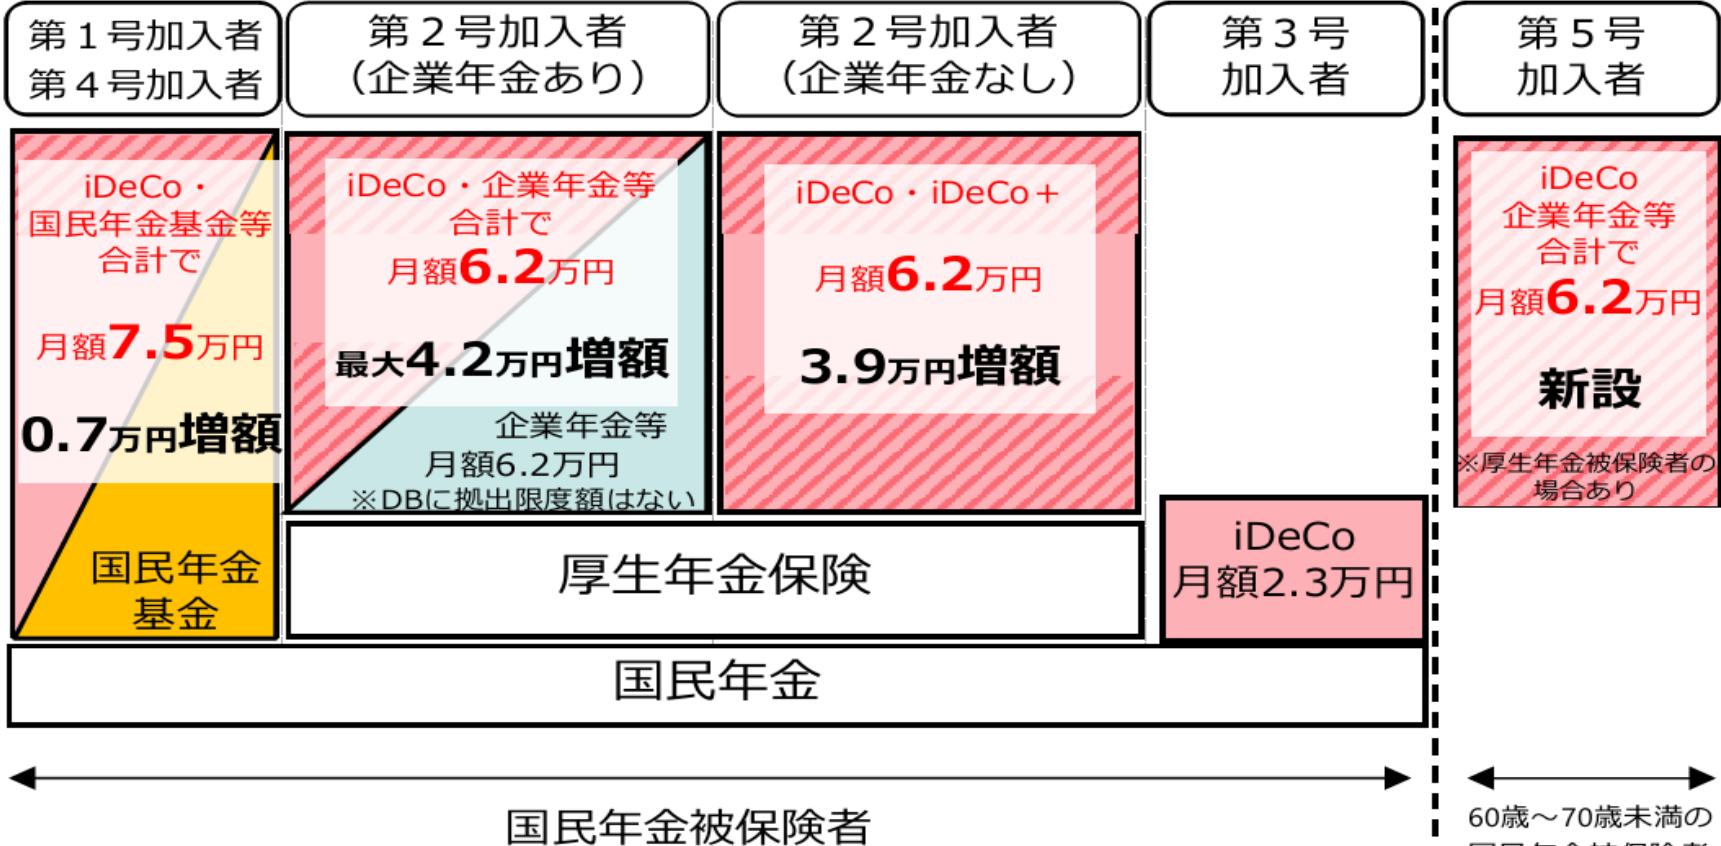 第１号加入者
第４号加入者
第２号加入者
（企業年金あり）
第２号加入者
（企業年金なし）
第３号
加入者
第５号
加入者
iDeCo・
国民年金基金等
合計で
月額7.5万円
0.7万円増額
国民年金
基金
iDeCo・企業年金等
合計で
月額6.2万円
最大4.2万円増額
企業年金等
月額6.2万円
※DBに拠出限度額はない
iDeCo・iDeCo＋
月額6.2万円
3.9万円増額
iDeCo
月額2.3万円
iDeCo
企業年金等
合計で
月額6.2万円
新設
※厚生年金被保険者の
場合あり
厚生年金保険
国民年金
国民年金被保険者
60歳～70歳未満の